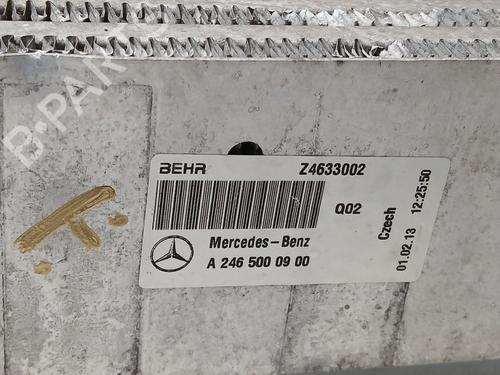 B-PARTS
BEHR Z4633002
Q02
Mercedes-Benz
A 246 500 09 00
Czech
01.02.13 12:25:50